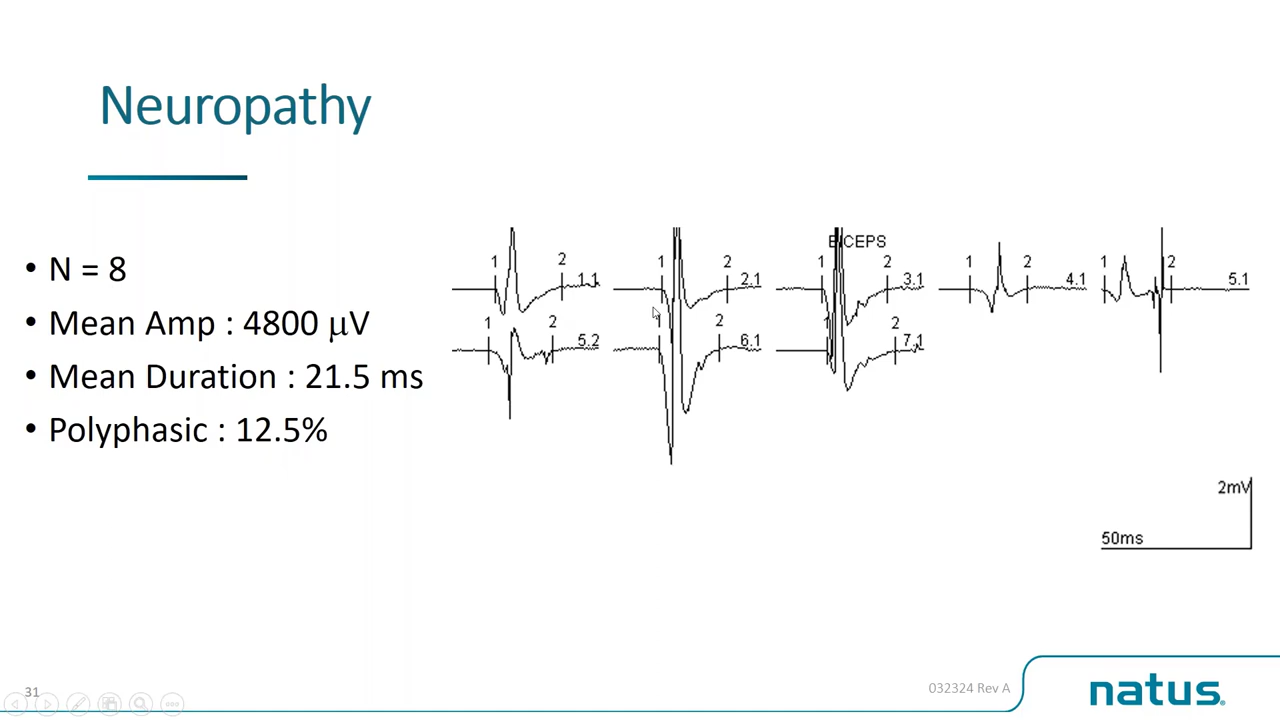 Neuropathy
• N = 8
• Mean Amp : 4800 μV
• Mean Duration : 21.5 ms
• Polyphasic : 12.5%
BICEPS
1 2 1.1
1 2 2.1
1 2 3.1
1 2 4.1
1 2 5.1
1 2 5.2
1 2 6.1
1 2 7.1
2mV
50ms
31
032324 Rev A
natus.